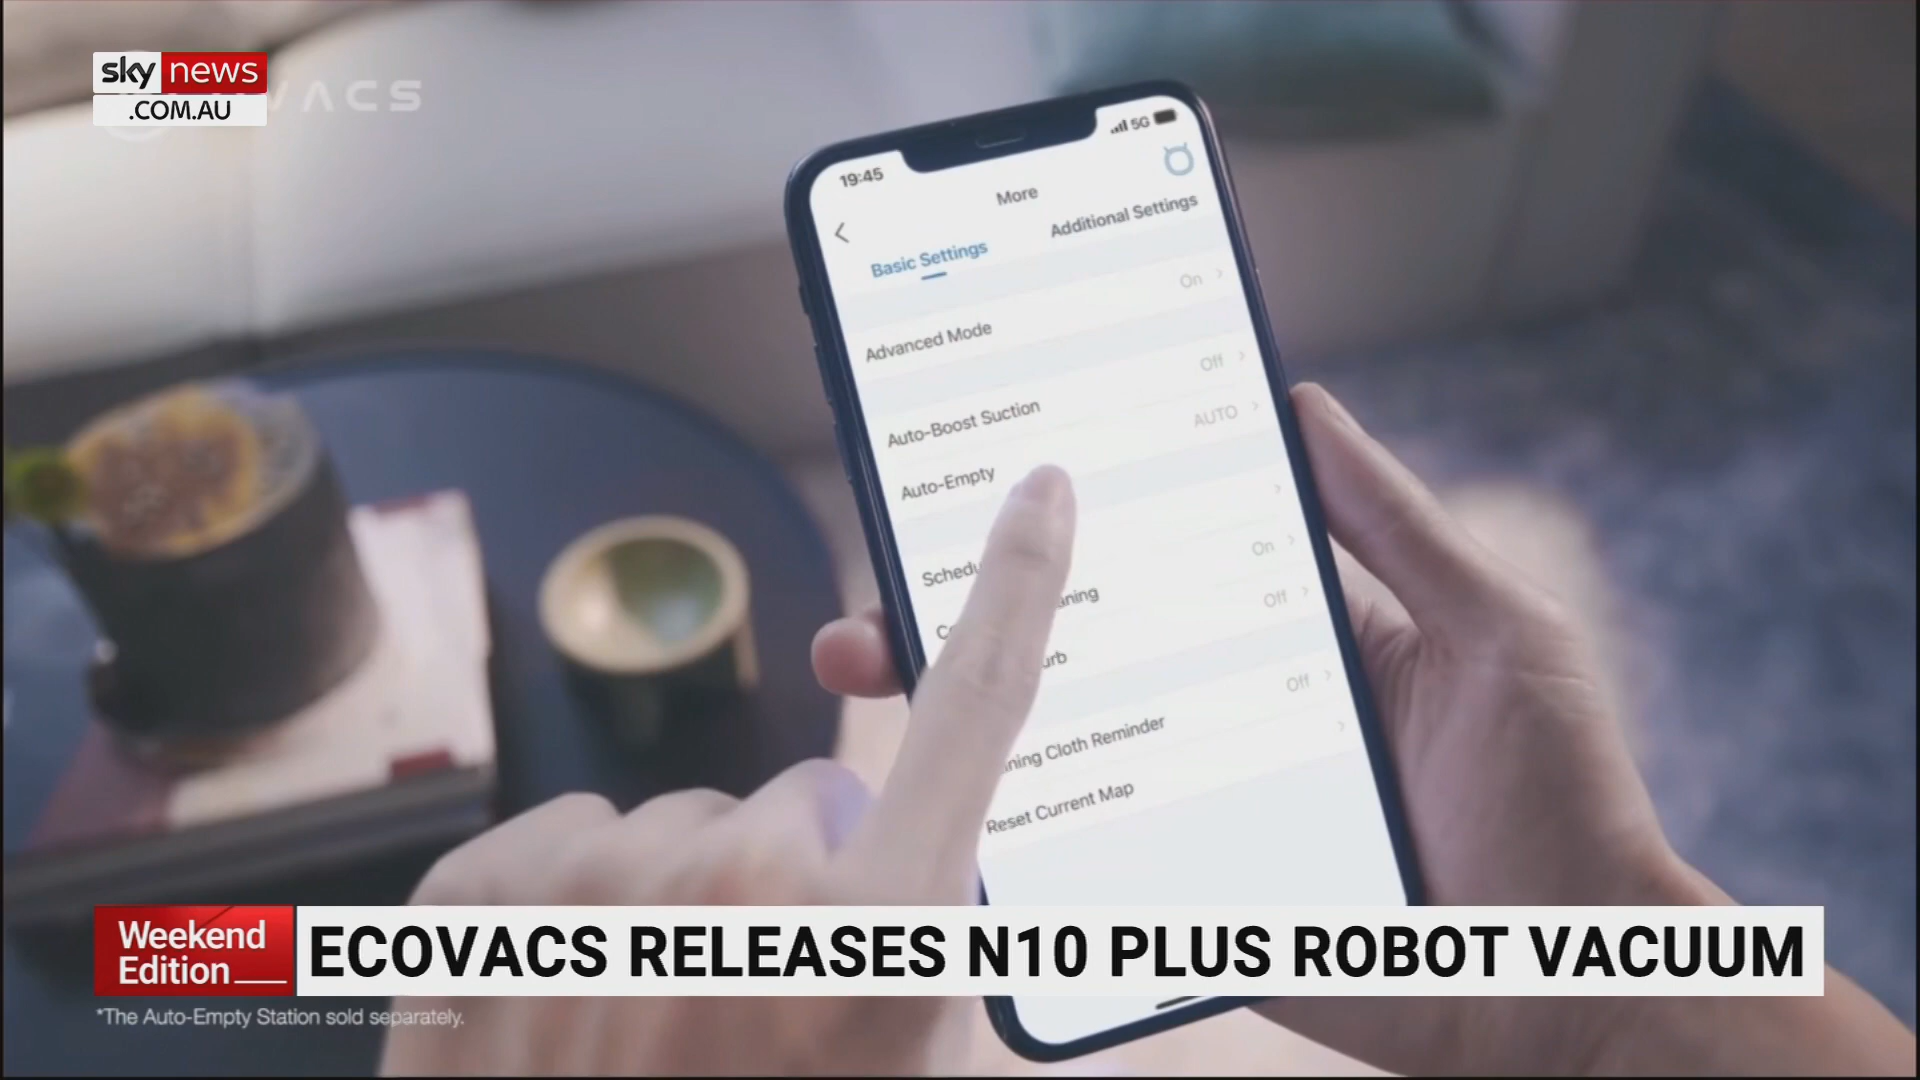 sky news
.COM.AU
VACS
19:45
5G
More
Basic Settings
Additional Settings
Advanced Mode
On
Auto-Boost Suction
Off
Auto-Empty
AUTO
On
Off
Cloth Reminder
Off
Reset Current Map
Weekend
Edition
ECOVACS RELEASES N10 PLUS ROBOT VACUUM
*The Auto-Empty Station sold separately.